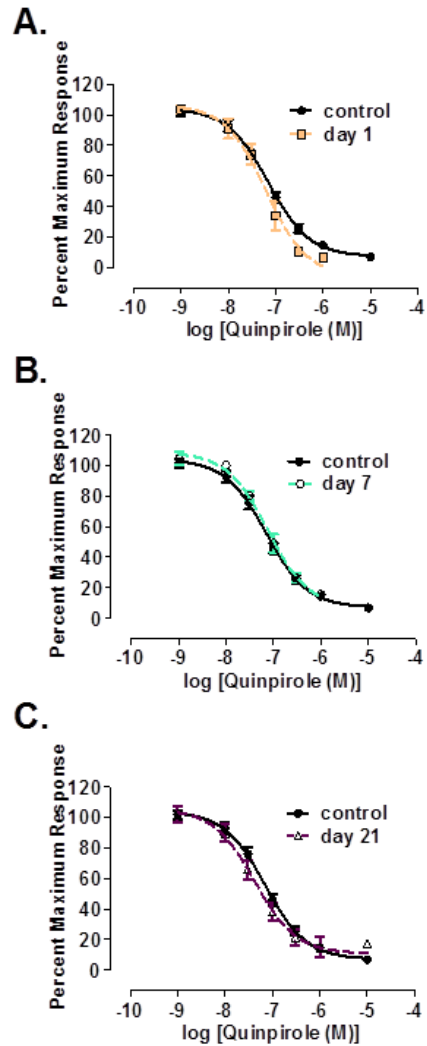 A.
Percent Maximum Response
120
100
80
60
40
20
0
control
day 1
-10 -9 -8 -7 -6 -5 -4
log [Quinpirole (M)]
B.
Percent Maximum Response
120
100
80
60
40
20
0
control
day 7
-10 -9 -8 -7 -6 -5 -4
log [Quinpirole (M)]
C.
Percent Maximum Response
120
100
80
60
40
20
0
control
day 21
-10 -9 -8 -7 -6 -5 -4
log [Quinpirole (M)]